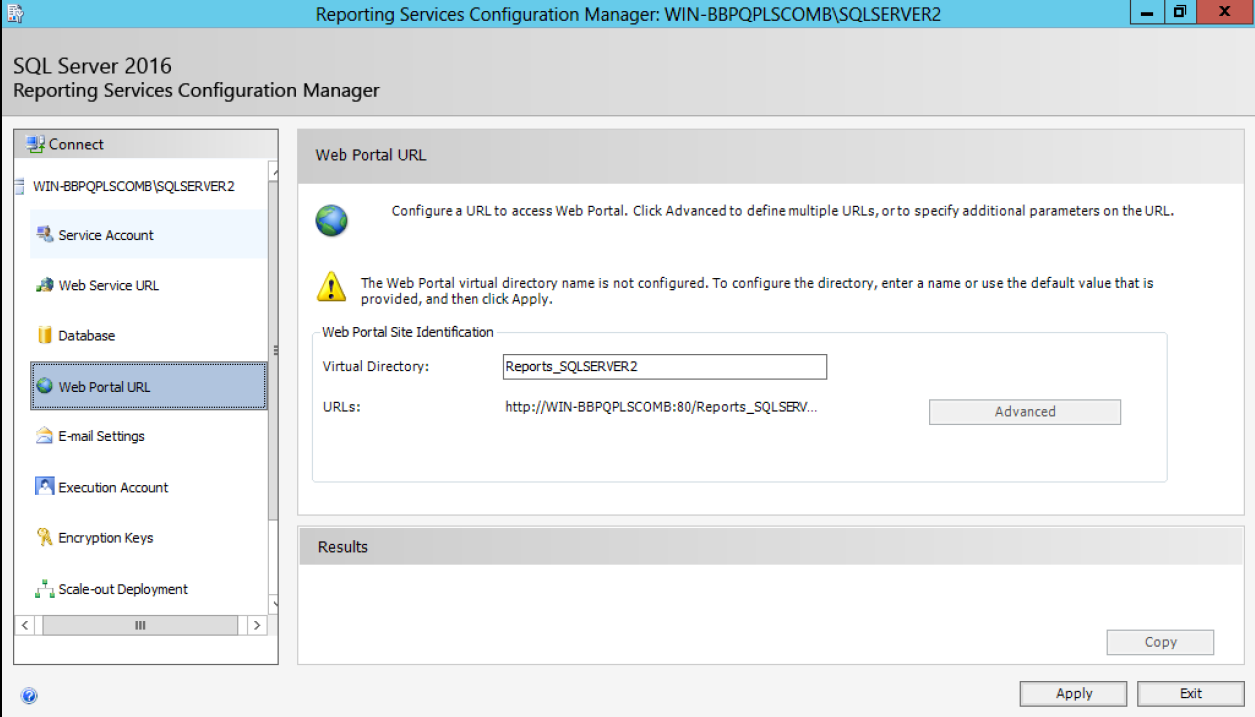 Reporting Services Configuration Manager: WIN-BBPQPLSCOMB\SQLSERVER2
SQL Server 2016
Reporting Services Configuration Manager
Connect
WIN-BBPQPLSCOMB\SQLSERVER2
Service Account
Web Service URL
Database
Web Portal URL
E-mail Settings
Execution Account
Encryption Keys
Scale-out Deployment
Web Portal URL
Configure a URL to access Web Portal. Click Advanced to define multiple URLs, or to specify additional parameters on the URL.
The Web Portal virtual directory name is not configured. To configure the directory, enter a name or use the default value that is
provided, and then click Apply.
Web Portal Site Identification
Virtual Directory: Reports_SQLSERVER2
URLs: http://WIN-BBPQPLSCOMB:80/Reports_SQLSERV...
Advanced
Results
Copy
Apply Exit